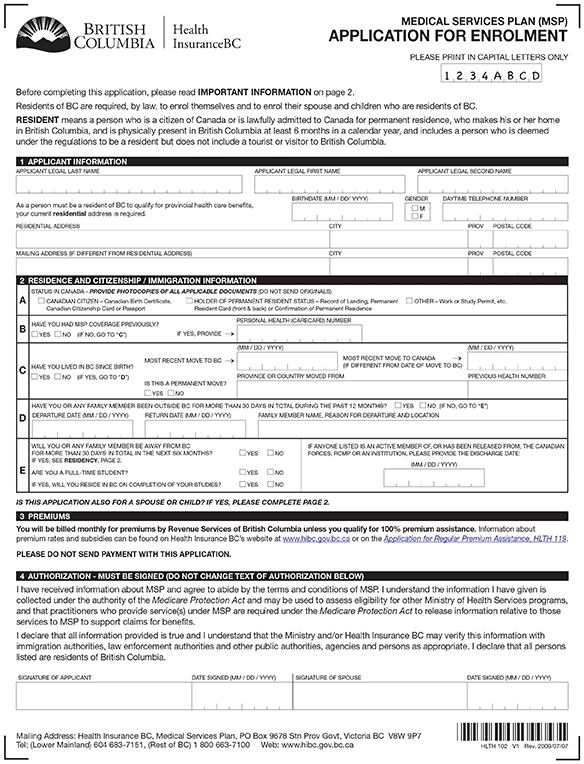 BRITISH COLUMBIA
Health InsuranceBC
MEDICAL SERVICES PLAN (MSP)
APPLICATION FOR ENROLMENT
PLEASE PRINT IN CAPITAL LETTERS ONLY
1 2 3 4 A B C D
Before completing this application, please read IMPORTANT INFORMATION on page 2.
Residents of BC are required, by law, to enrol themselves and to enrol their spouse and children who are residents of BC.
RESIDENT means a person who is a citizen of Canada or is lawfully admitted to Canada for permanent residence, who makes his or her home
in British Columbia, and is physically present in British Columbia at least 6 months in a calendar year, and includes a person who is deemed
under the regulations to be a resident but does not include a tourist or visitor to British Columbia.
1 APPLICANT INFORMATION
APPLICANT LEGAL LAST NAME APPLICANT LEGAL FIRST NAME APPLICANT LEGAL SECOND NAME
As a person must be a resident of BC to qualify for provincial health care benefits,
your current residential address is required.
BIRTHDATE (MM / DD / YYYY) GENDER DAYTIME TELEPHONE NUMBER
M
F
RESIDENTIAL ADDRESS CITY PROV POSTAL CODE
MAILING ADDRESS (IF DIFFERENT FROM RESIDENTIAL ADDRESS) CITY PROV POSTAL CODE
2 RESIDENCE AND CITIZENSHIP / IMMIGRATION INFORMATION
A
STATUS IN CANADA - PROVIDE PHOTOCOPIES OF ALL APPLICABLE DOCUMENTS (DO NOT SEND ORIGINALS)
CANADIAN CITIZEN – Canadian Birth Certificate,
Canadian Citizenship Card or Passport
HOLDER OF PERMANENT RESIDENT STATUS – Record of Landing, Permanent
Resident Card (front & back) or Confirmation of Permanent Residence
OTHER – Work or Study Permit, etc.
B
HAVE YOU HAD MSP COVERAGE PREVIOUSLY?
YES NO (IF NO, GO TO "C") IF YES, PROVIDE →
PERSONAL HEALTH (CARECARD) NUMBER
C
HAVE YOU LIVED IN BC SINCE BIRTH?
YES NO (IF YES, GO TO "D")
MOST RECENT MOVE TO BC →
(MM / DD / YYYY)
MOST RECENT MOVE TO CANADA →
(IF DIFFERENT FROM DATE OF MOVE TO BC)
(MM / DD / YYYY)
IS THIS A PERMANENT MOVE?
YES NO
PROVINCE OR COUNTRY MOVED FROM PREVIOUS HEALTH NUMBER
D
HAVE YOU OR ANY FAMILY MEMBER BEEN OUTSIDE BC FOR MORE THAN 30 DAYS IN TOTAL DURING THE PAST 12 MONTHS? YES NO (IF NO, GO TO "E")
DEPARTURE DATE (MM / DD / YYYY) RETURN DATE (MM / DD / YYYY) FAMILY MEMBER NAME, REASON FOR DEPARTURE AND LOCATION
E
WILL YOU OR ANY FAMILY MEMBER BE AWAY FROM BC
FOR MORE THAN 30 DAYS IN TOTAL IN THE NEXT SIX MONTHS? YES NO
IF YES, SEE RESIDENCY, PAGE 2.
ARE YOU A FULL-TIME STUDENT? YES NO
IF YES, WILL YOU RESIDE IN BC ON COMPLETION OF YOUR STUDIES? YES NO
IF ANYONE LISTED IS AN ACTIVE MEMBER OF, OR HAS BEEN RELEASED FROM, THE CANADIAN
FORCES, RCMP OR AN INSTITUTION, PLEASE PROVIDE THE DISCHARGE DATE:
(MM / DD / YYYY)
IS THIS APPLICATION ALSO FOR A SPOUSE OR CHILD? IF YES, PLEASE COMPLETE PAGE 2.
3 PREMIUMS
You will be billed monthly for premiums by Revenue Services of British Columbia unless you qualify for 100% premium assistance. Information about
premium rates and subsidies can be found on Health Insurance BC's website at www.hibc.gov.bc.ca or on the Application for Regular Premium Assistance, HLTH 119.
PLEASE DO NOT SEND PAYMENT WITH THIS APPLICATION.
4 AUTHORIZATION - MUST BE SIGNED (DO NOT CHANGE TEXT OF AUTHORIZATION BELOW)
I have received information about MSP and agree to abide by the terms and conditions of MSP. I understand the information I have given is
collected under the authority of the Medicare Protection Act and may be used to assess eligibility for other Ministry of Health Services programs,
and that practitioners who provide service(s) under MSP are required under the Medicare Protection Act to release information relative to those
services to MSP to support claims for benefits.
I declare that all information provided is true and I understand that the Ministry and/or Health Insurance BC may verify this information with
immigration authorities, law enforcement authorities and other public authorities, agencies and persons as appropriate. I declare that all persons
listed are residents of British Columbia.
SIGNATURE OF APPLICANT DATE SIGNED (MM / DD / YYYY) SIGNATURE OF SPOUSE DATE SIGNED (MM / DD / YYYY)
Mailing Address: Health Insurance BC, Medical Services Plan, PO Box 9678 Stn Prov Govt, Victoria BC V8W 9P7
Tel: (Lower Mainland) 604 683-7151, (Rest of BC) 1 800 663-7100 Web: www.hibc.gov.bc.ca
HLTH 102 V1 Rev. 2009/07/07